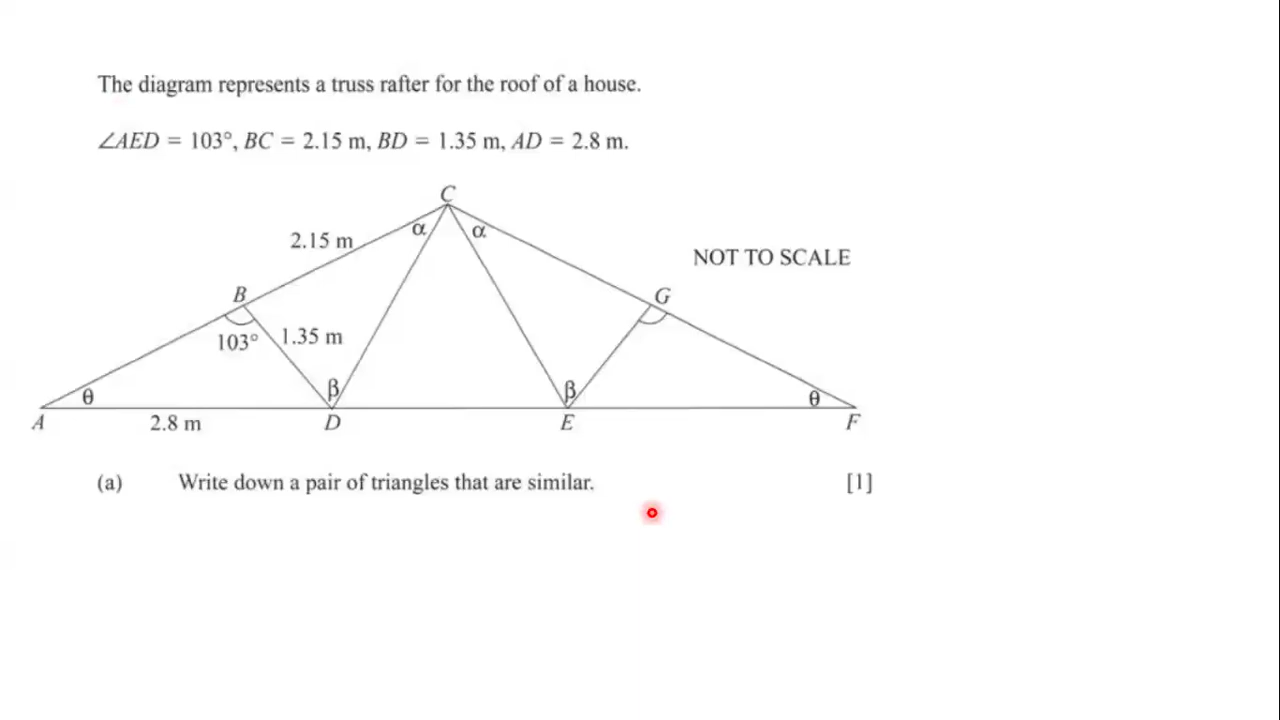 The diagram represents a truss rafter for the roof of a house.
∠AED = 103°, BC = 2.15 m, BD = 1.35 m, AD = 2.8 m.
C
α α
2.15 m
NOT TO SCALE
B G
103° 1.35 m
θ β β θ
A 2.8 m D E F
(a) Write down a pair of triangles that are similar. [1]